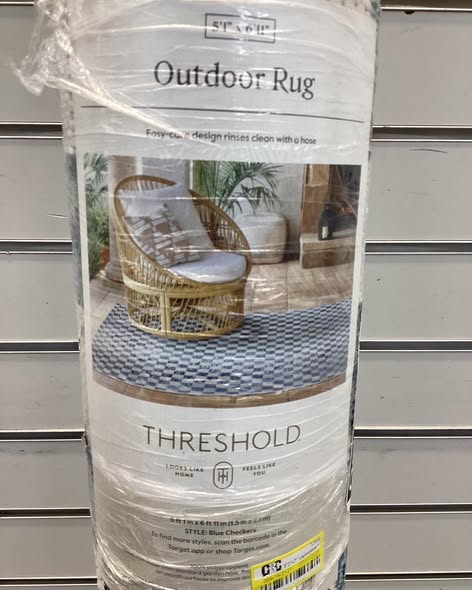 5'1" x 6'11"
Outdoor Rug
Easy-care design rinses clean with a hose
THRESHOLD
LOOKS LIKE HOME
FEELS LIKE YOU
5 ft 1 in x 6 ft 11 in (1.5 m x 2.1 m)
STYLE: Blue Checkers
To find more styles, scan the barcode in the
Target app or shop Target.com.